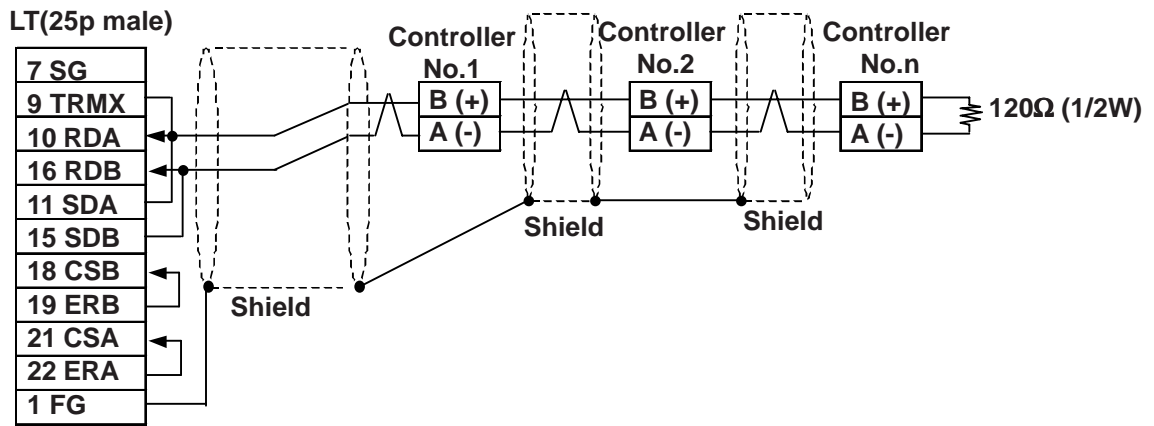 LT(25p male)
7 SG
9 TRMX
10 RDA
16 RDB
11 SDA
15 SDB
18 CSB
19 ERB
21 CSA
22 ERA
1 FG
Shield
Controller
No.1
B (+)
A (-)
Shield
Controller
No.2
B (+)
A (-)
Shield
Controller
No.n
B (+)
A (-)
120Ω (1/2W)